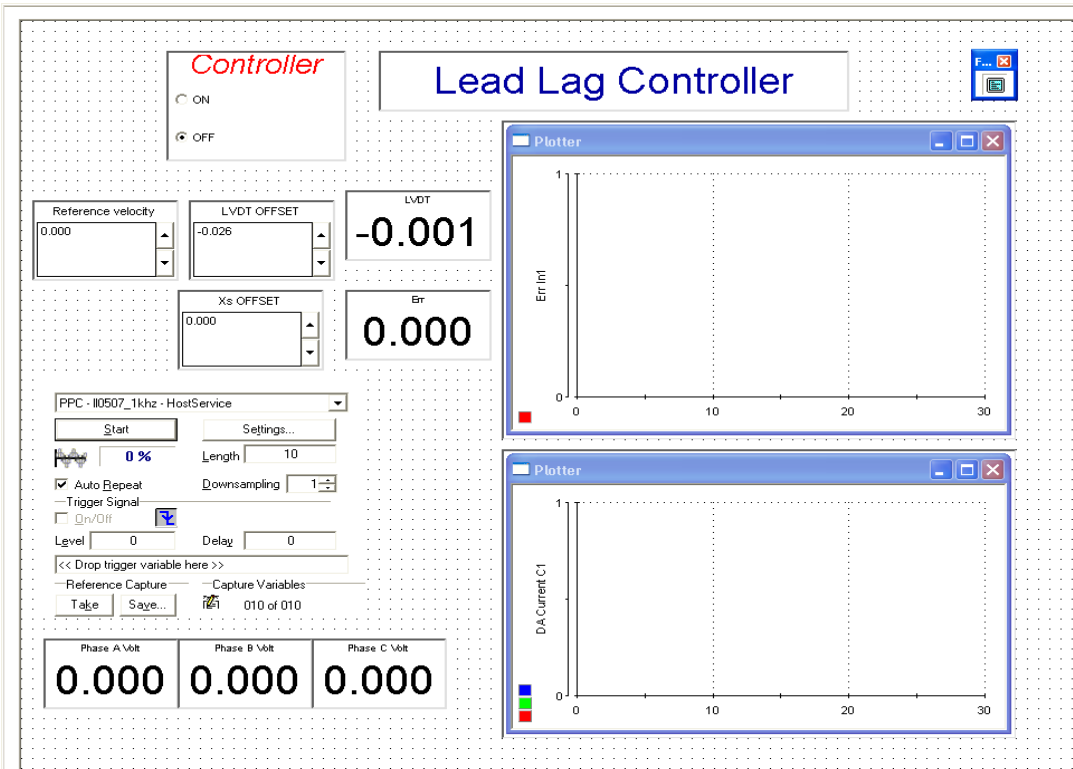 Controller
ON
OFF
Lead Lag Controller
F...
Reference velocity
0.000
LVDT OFFSET
-0.026
LVDT
-0.001
Xs OFFSET
0.000
Err
0.000
Plotter
1
Err In1
0
0 10 20 30
PPC - ll0507_1khz - HostService
Start
Settings...
0 %
Length 10
Auto Repeat
Downsampling 1
Trigger Signal
On/Off
Level 0
Delay 0
<< Drop trigger variable here >>
Reference Capture
Capture Variables
Take
Save...
010 of 010
Plotter
1
DA Current C1
0
0 10 20 30
Phase A Volt
0.000
Phase B Volt
0.000
Phase C Volt
0.000